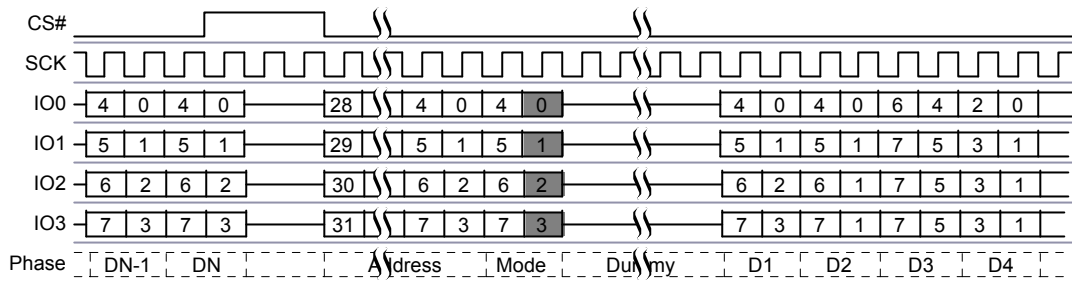 CS#
SCK
IO0 4 0 4 0 28 4 0 4 0 4 0 4 0 6 4 2 0
IO1 5 1 5 1 29 5 1 5 1 5 1 5 1 7 5 3 1
IO2 6 2 6 2 30 6 2 6 2 6 2 6 1 7 5 3 1
IO3 7 3 7 3 31 7 3 7 3 7 3 7 1 7 5 3 1
Phase DN-1 DN Address Mode Dummy D1 D2 D3 D4